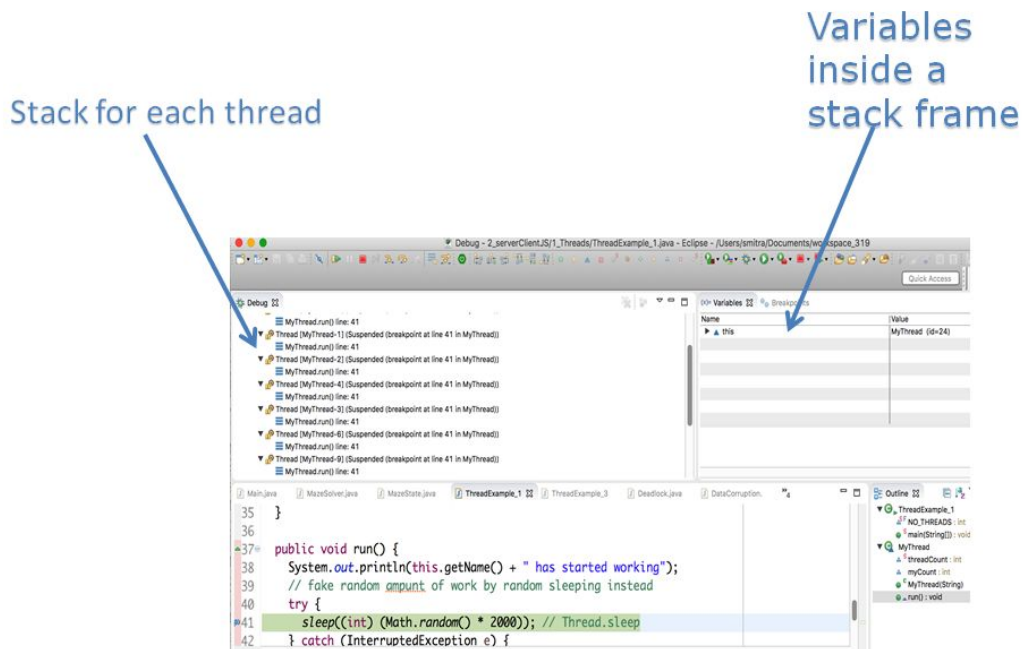 Variables
inside a
stack frame
Stack for each thread
Debug - 2_serverClientJS/1_Threads/ThreadExample_1.java - Eclipse - /Users/smitra/Documents/workspace_319
Quick Access
Debug
Variables Breakpoints
Name Value
MyThread.run() line: 41
this MyThread (id=24)
Thread [MyThread-1] (Suspended (breakpoint at line 41 in MyThread))
MyThread.run() line: 41
Thread [MyThread-2] (Suspended (breakpoint at line 41 in MyThread))
MyThread.run() line: 41
Thread [MyThread-4] (Suspended (breakpoint at line 41 in MyThread))
MyThread.run() line: 41
Thread [MyThread-3] (Suspended (breakpoint at line 41 in MyThread))
MyThread.run() line: 41
Thread [MyThread-6] (Suspended (breakpoint at line 41 in MyThread))
MyThread.run() line: 41
Thread [MyThread-9] (Suspended (breakpoint at line 41 in MyThread))
MyThread.run() line: 41
Main.java MazeSolver.java MazeState.java ThreadExample_1 ThreadExample_3 Deadlock.java DataCorruption. »4
35 }
36
37 public void run() {
38 System.out.println(this.getName() + " has started working");
39 // fake random ampunt of work by random sleeping instead
40 try {
41 sleep((int) (Math.random() * 2000)); // Thread.sleep
42 } catch (InterruptedException e) {
Outline
ThreadExample_1
NO_THREADS : int
main(String[]) : void
MyThread
threadCount : int
myCount : int
MyThread(String)
run() : void